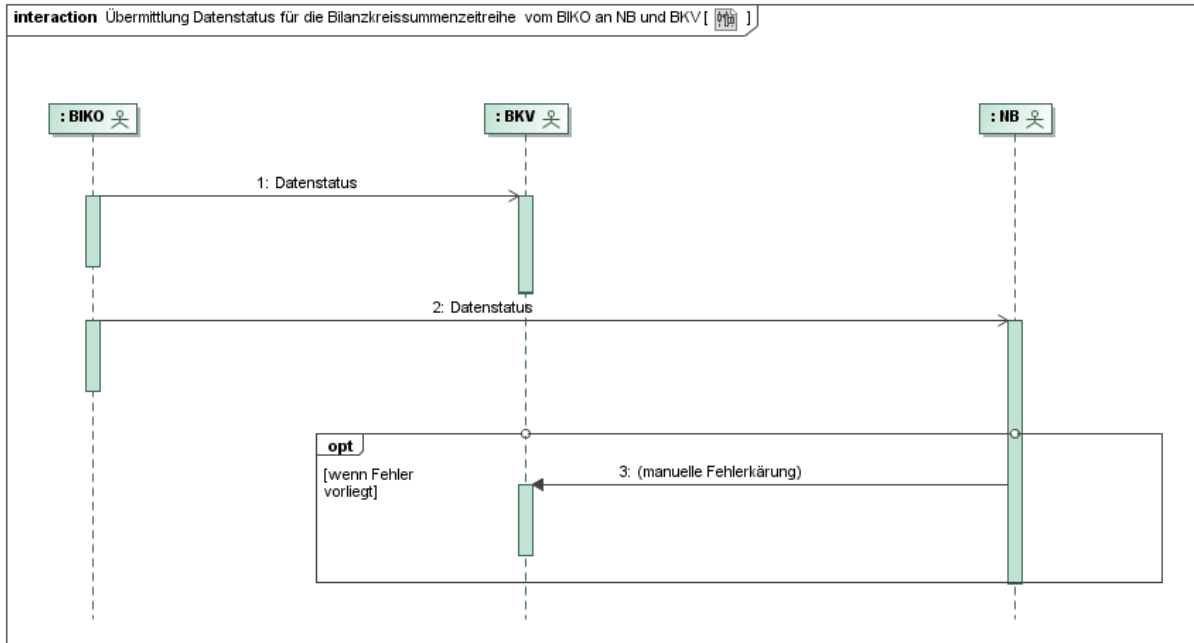 interaction Übermittlung Datenstatus für die Bilanzkreissummenzeitreihe vom BIKO an NB und BKV [ ]
: BIKO
: BKV
: NB
1: Datenstatus
2: Datenstatus
opt
[wenn Fehler
vorliegt]
3: (manuelle Fehlerkärung)